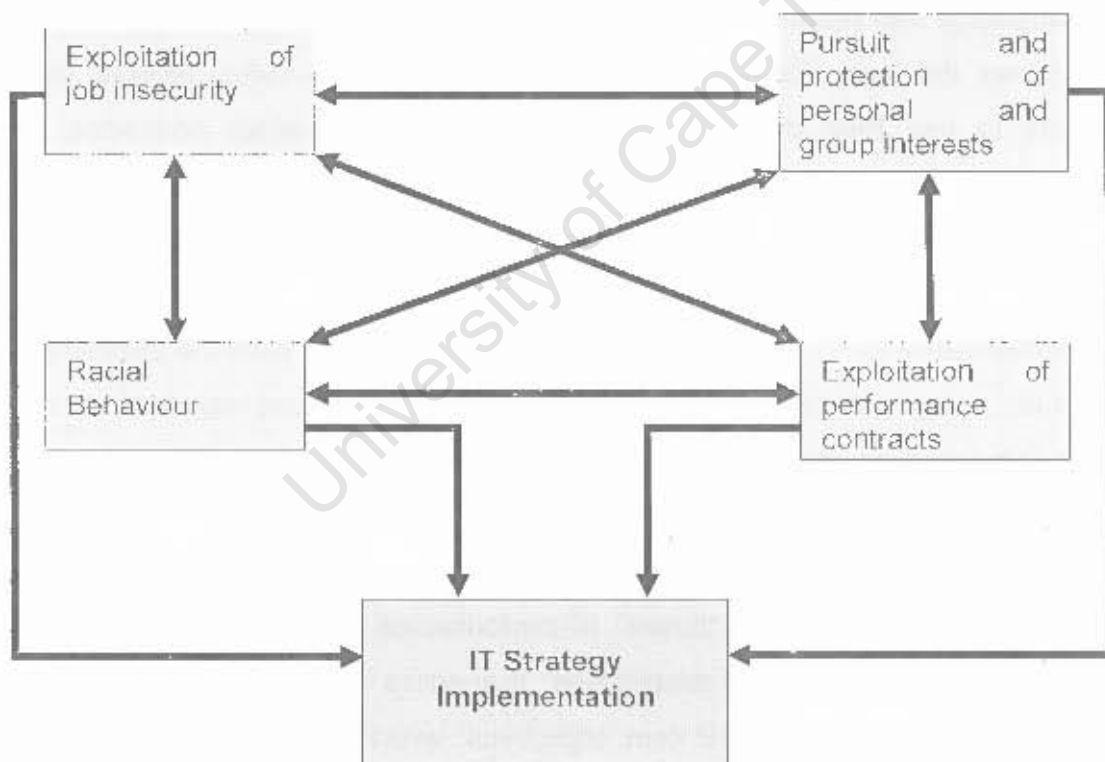 Exploitation of
job insecurity
Pursuit and
protection of
personal and
group Interests
Racial
Behaviour
Exploitation of
performance
contracts
IT Strategy
Implementation
University of Cape T